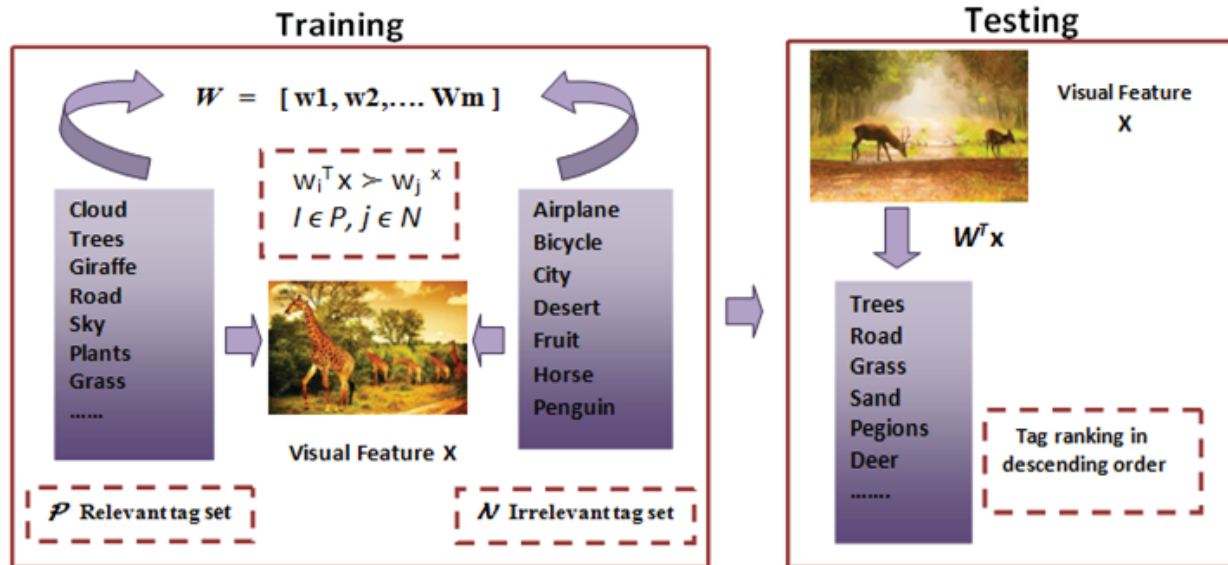 Training
W = [ w1, w2,.... Wm ]
wᵢᵀx ≻ wⱼ ˣ
I ϵ P, j ϵ N
Cloud
Trees
Giraffe
Road
Sky
Plants
Grass
......
Airplane
Bicycle
City
Desert
Fruit
Horse
Penguin
Visual Feature X
𝓟 Relevant tag set
𝓝 Irrelevant tag set
Testing
Visual Feature
X
Wᵀx
Trees
Road
Grass
Sand
Pegions
Deer
.......
Tag ranking in
descending order